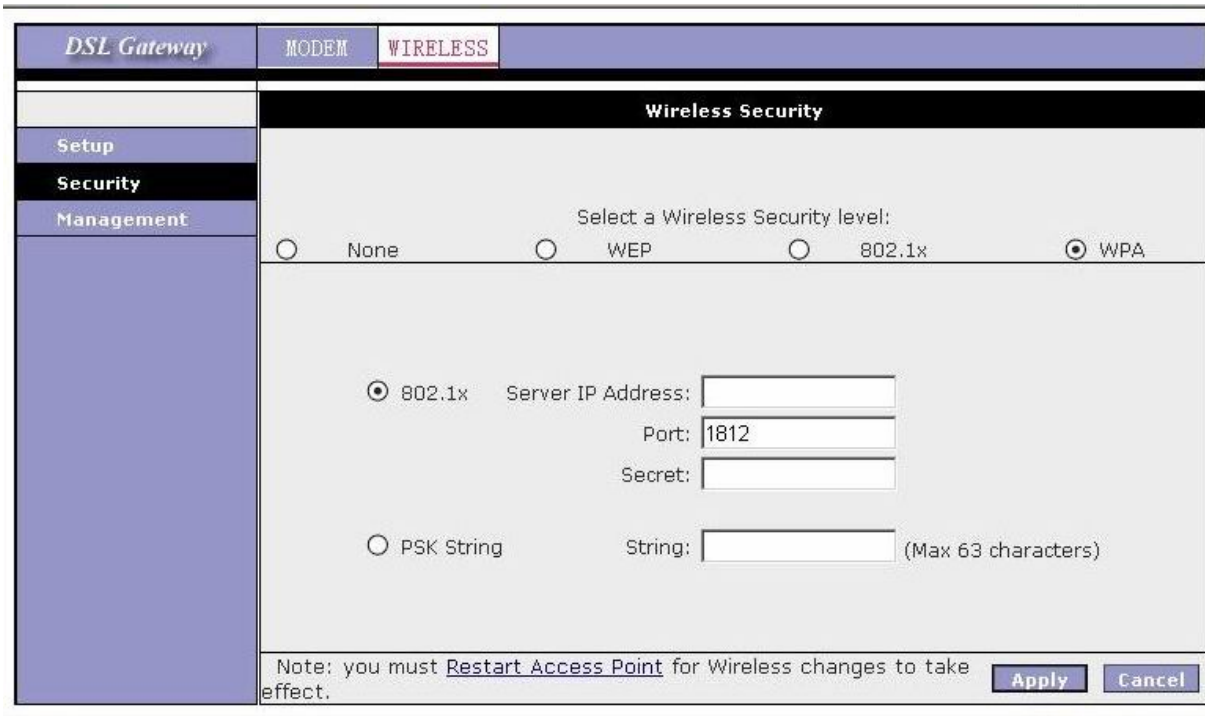 DSL Gateway MODEM WIRELESS
Wireless Security
Setup
Security
Management
Select a Wireless Security level:
None WEP 802.1x WPA
802.1x Server IP Address:
Port: 1812
Secret:
PSK String String: (Max 63 characters)
Note: you must Restart Access Point for Wireless changes to take
effect.
Apply Cancel